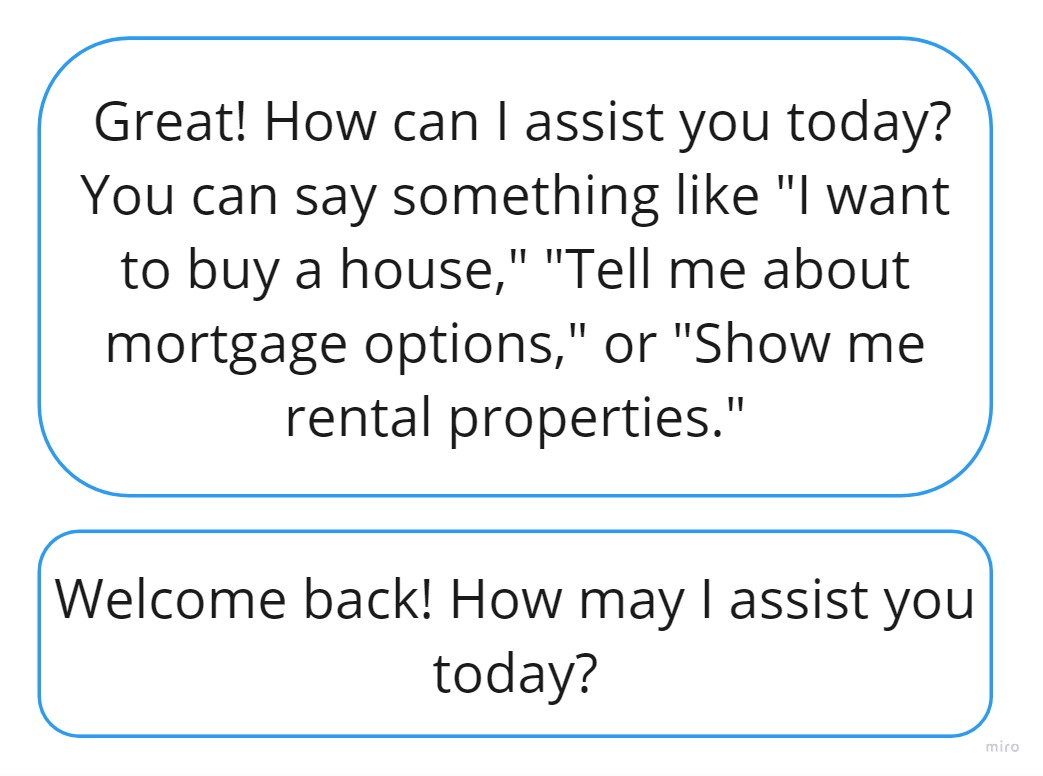 Great! How can I assist you today?
You can say something like "I want
to buy a house," "Tell me about
mortgage options," or "Show me
rental properties."
Welcome back! How may I assist you
today?
miro